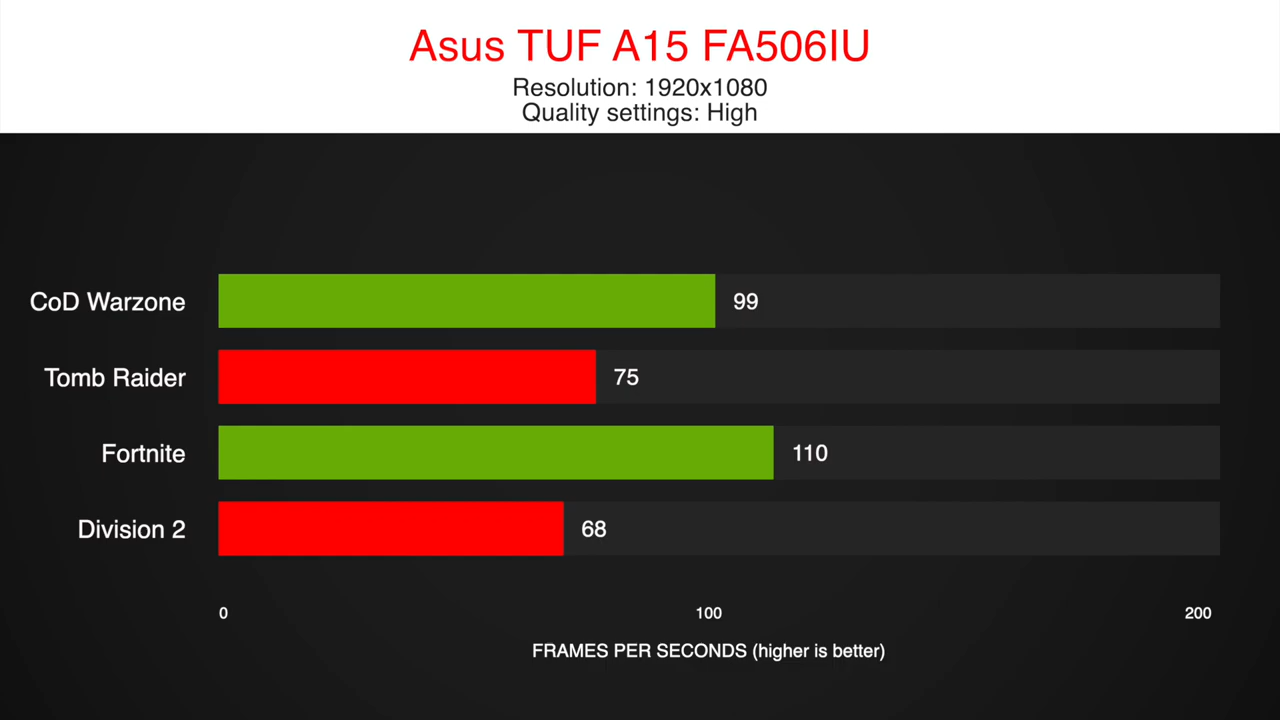 Asus TUF A15 FA506IU
Resolution: 1920x1080
Quality settings: High
CoD Warzone 99
Tomb Raider 75
Fortnite 110
Division 2 68
0 100 200
FRAMES PER SECONDS (higher is better)